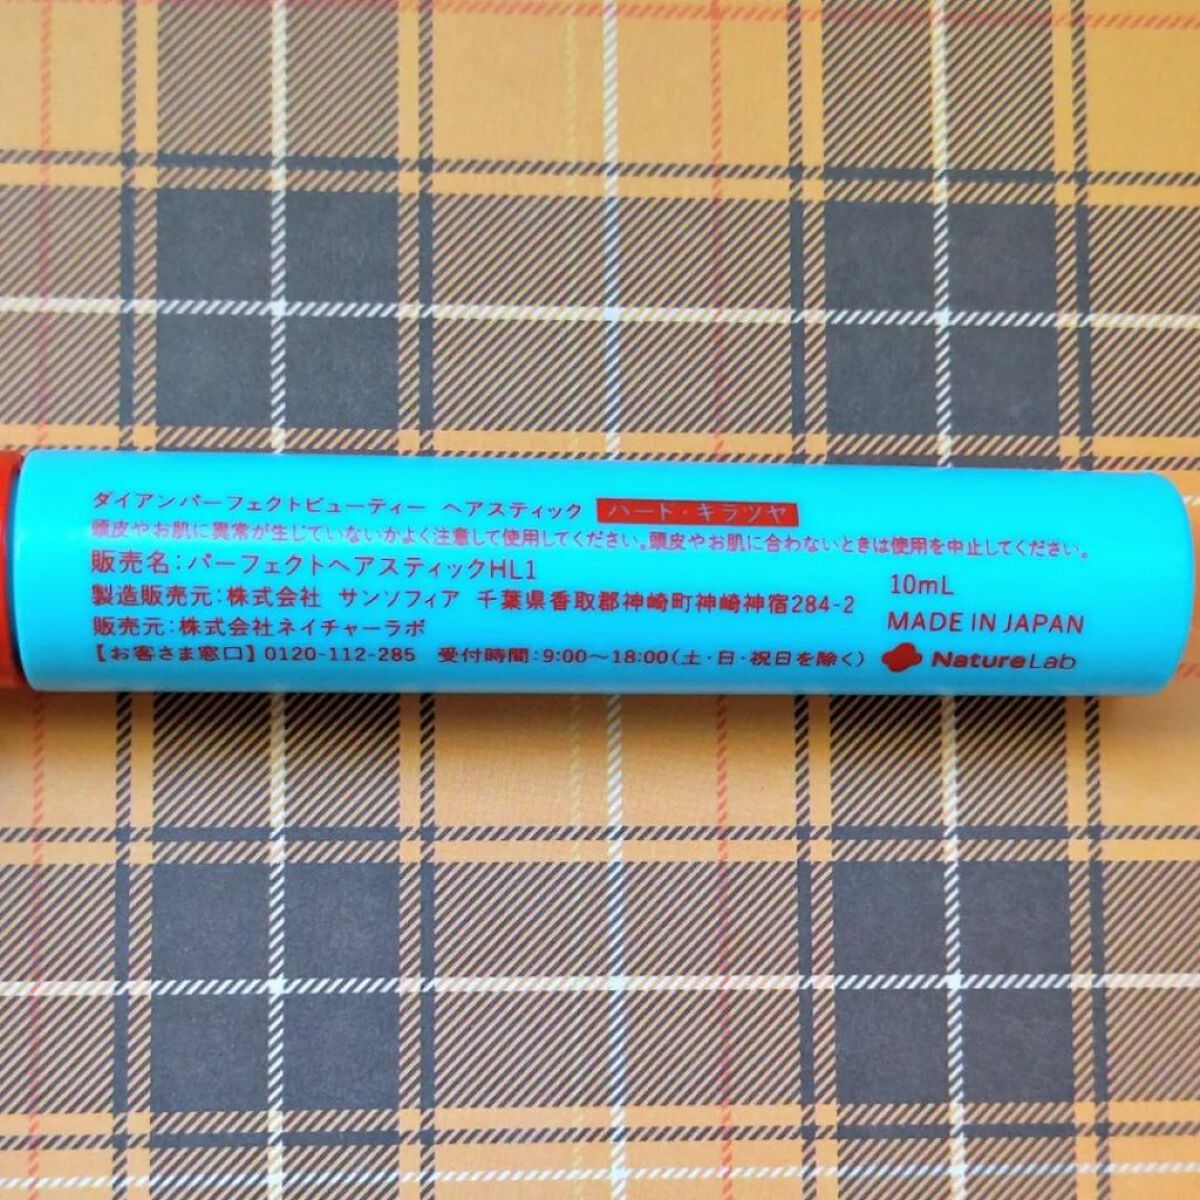 ダイアンパーフェクトビューティー ヘアスティック ハード・キラツヤ
頭皮やお肌に異常が生じていないかよく注意して使用してください。頭皮やお肌に合わないときは使用を中止してください。
販売名:パーフェクトヘアスティックHL1
製造販売元:株式会社 サンソフィア 千葉県香取郡神崎町神崎神宿284-2
販売元:株式会社ネイチャーラボ
【お客さま窓口】0120-112-285 受付時間:9:00〜18:00(土・日・祝日を除く)
10mL
MADE IN JAPAN
NatureLab